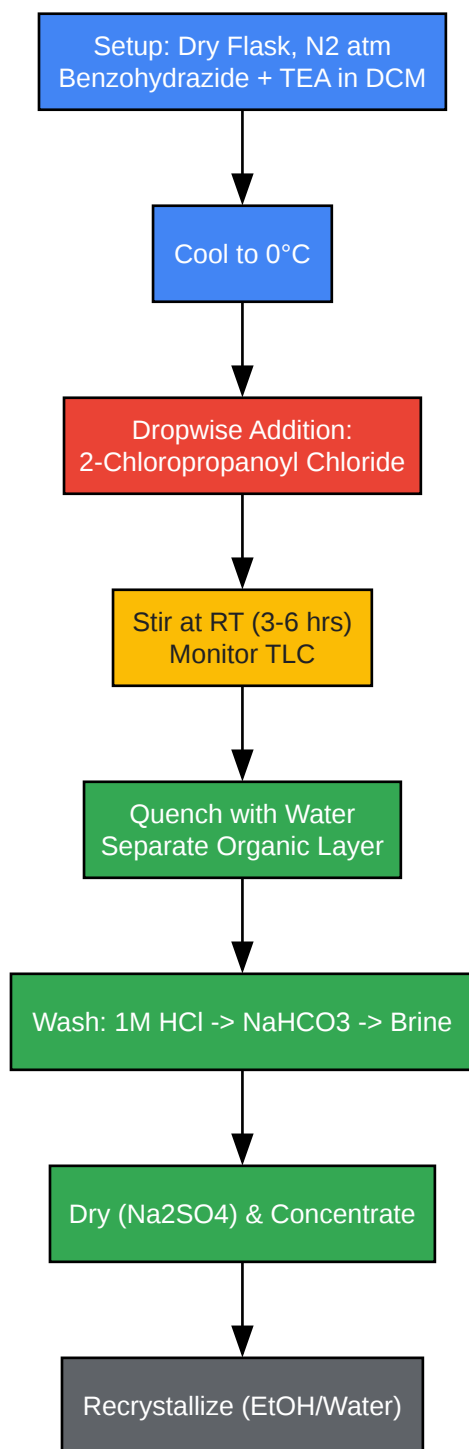 Setup: Dry Flask, N2 atm
Benzohydrazide + TEA in DCM
Cool to 0°C
Dropwise Addition:
2-Chloropropanoyl Chloride
Stir at RT (3-6 hrs)
Monitor TLC
Quench with Water
Separate Organic Layer
Wash: 1M HCl -> NaHCO3 -> Brine
Dry (Na2SO4) & Concentrate
Recrystallize (EtOH/Water)